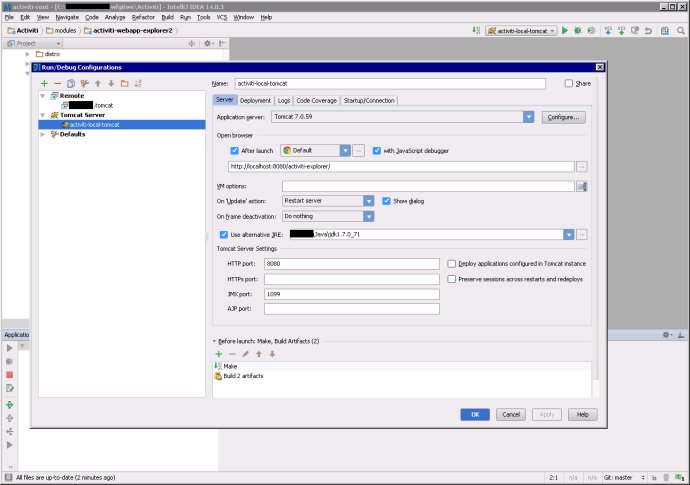 activiti-root - [C: wfgitws\Activiti] - IntelliJ IDEA 14.0.3
File Edit View Navigate Code Analyze Refactor Build Run Tools VCS Window Help
Activiti modules activiti-webapp-explorer2 activiti-local-tomcat VCS VCS
Project
distro
Run/Debug Configurations
Remote
.tomcat
Tomcat Server
activiti-local-tomcat
Defaults
Name: activiti-local-tomcat Share
Server Deployment Logs Code Coverage Startup/Connection
Application server: Tomcat 7.0.59 Configure...
Open browser
After launch Default ... with JavaScript debugger
http://localhost:8080/activiti-explorer/ ...
VM options:
On 'Update' action: Restart server Show dialog
On frame deactivation: Do nothing
Use alternative JRE: \Java\jdk1.7.0_71 ...
Tomcat Server Settings
HTTP port: 8080 Deploy applications configured in Tomcat instance
HTTPs port: Preserve sessions across restarts and redeploys
JMX port: 1099
AJP port:
Before launch: Make, Build Artifacts (2)
Make
Build 2 artifacts
OK Cancel Apply Help
Application
All files are up-to-date (2 minutes ago) 2:1 n/a n/a Git: master